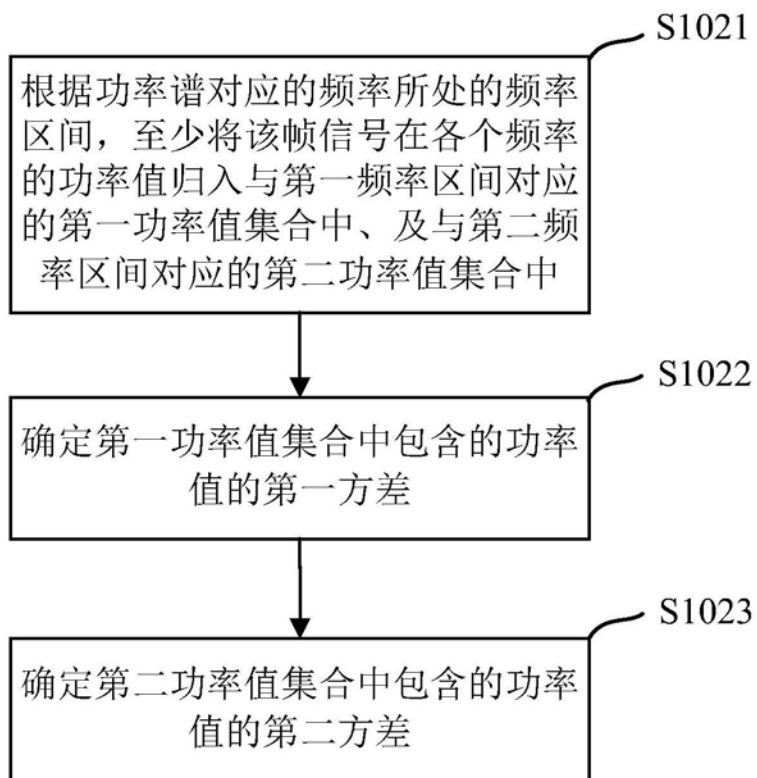 S1021
根据功率谱对应的频率所处的频率
区间，至少将该帧信号在各个频率
的功率值归入与第一频率区间对应
的第一功率值集合中、及与第二频
率区间对应的第二功率值集合中
S1022
确定第一功率值集合中包含的功率
值的第一方差
S1023
确定第二功率值集合中包含的功率
值的第二方差